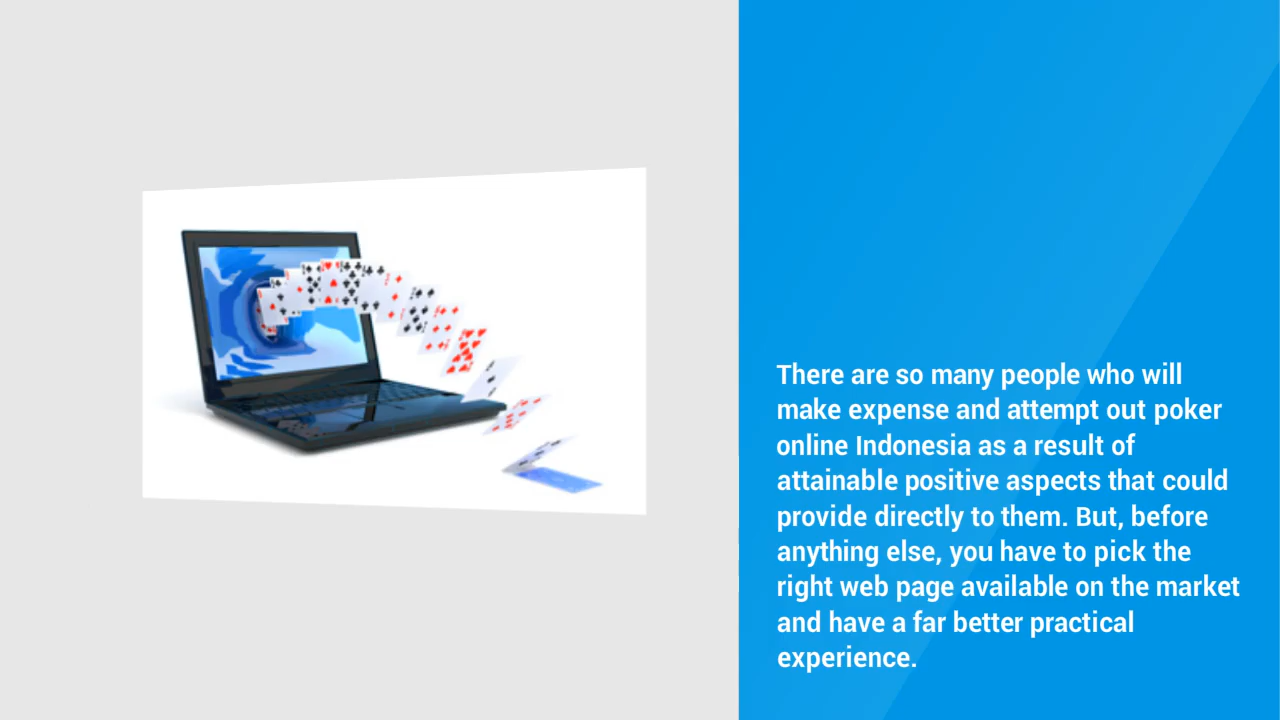 There are so many people who will
make expense and attempt out poker
online Indonesia as a result of
attainable positive aspects that could
provide directly to them. But, before
anything else, you have to pick the
right web page available on the market
and have a far better practical
experience.